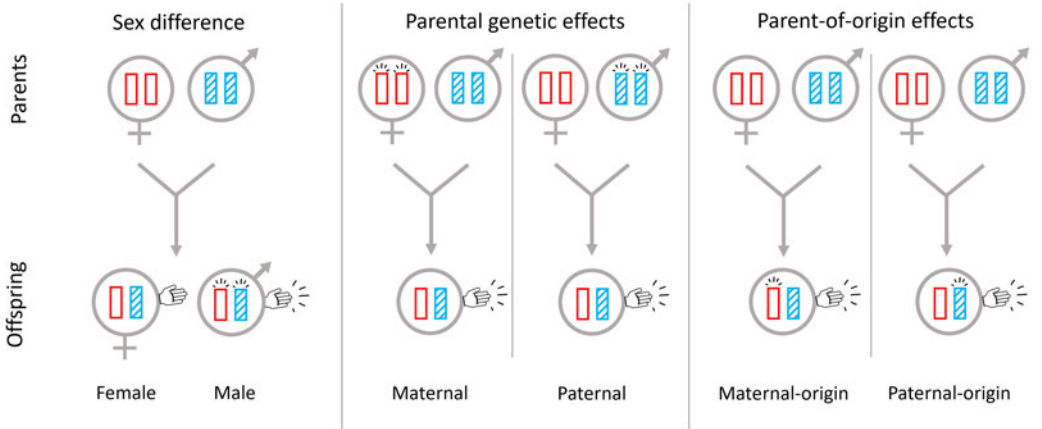 Sex difference
Parental genetic effects
Parent-of-origin effects
Parents
Offspring
Female
Male
Maternal
Paternal
Maternal-origin
Paternal-origin